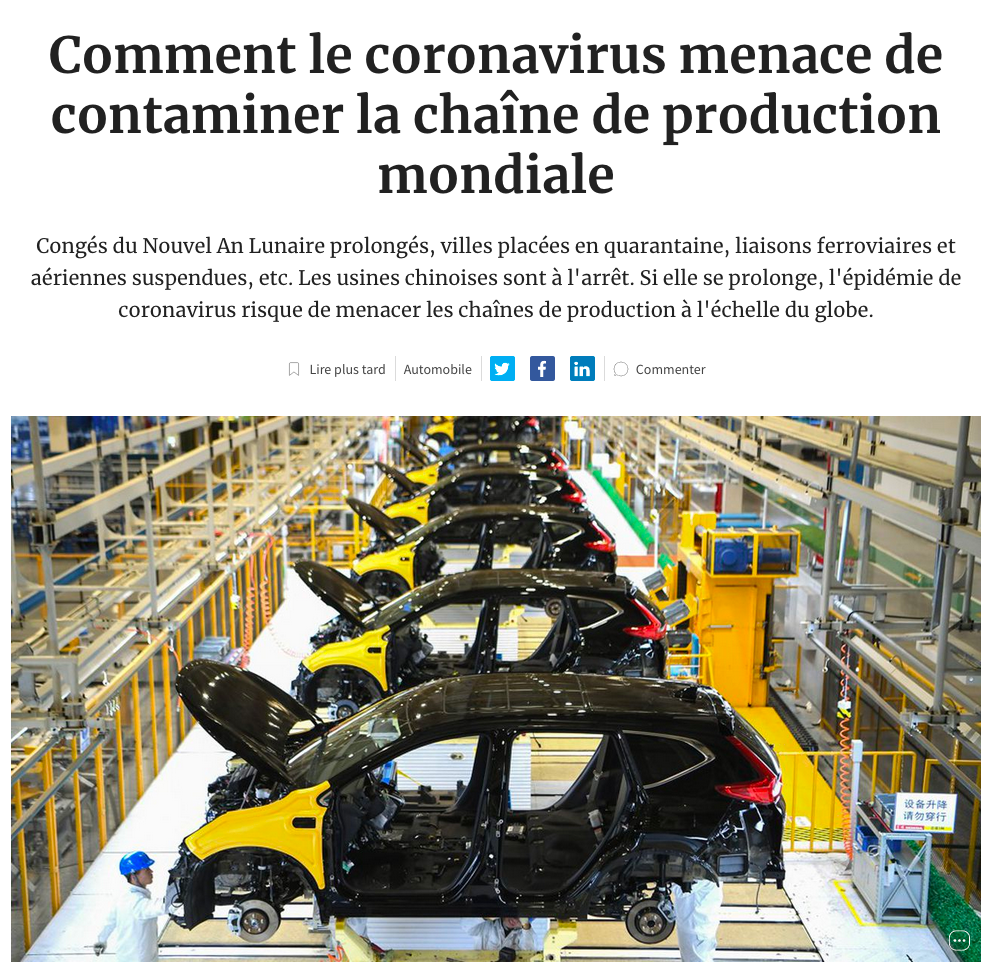 Comment le coronavirus menace de
contaminer la chaîne de production
mondiale
Congés du Nouvel An Lunaire prolongés, villes placées en quarantaine, liaisons ferroviaires et
aériennes suspendues, etc. Les usines chinoises sont à l'arrêt. Si elle se prolonge, l'épidémie de
coronavirus risque de menacer les chaînes de production à l'échelle du globe.
Lire plus tard Automobile Commenter
设备升降
请勿穿行